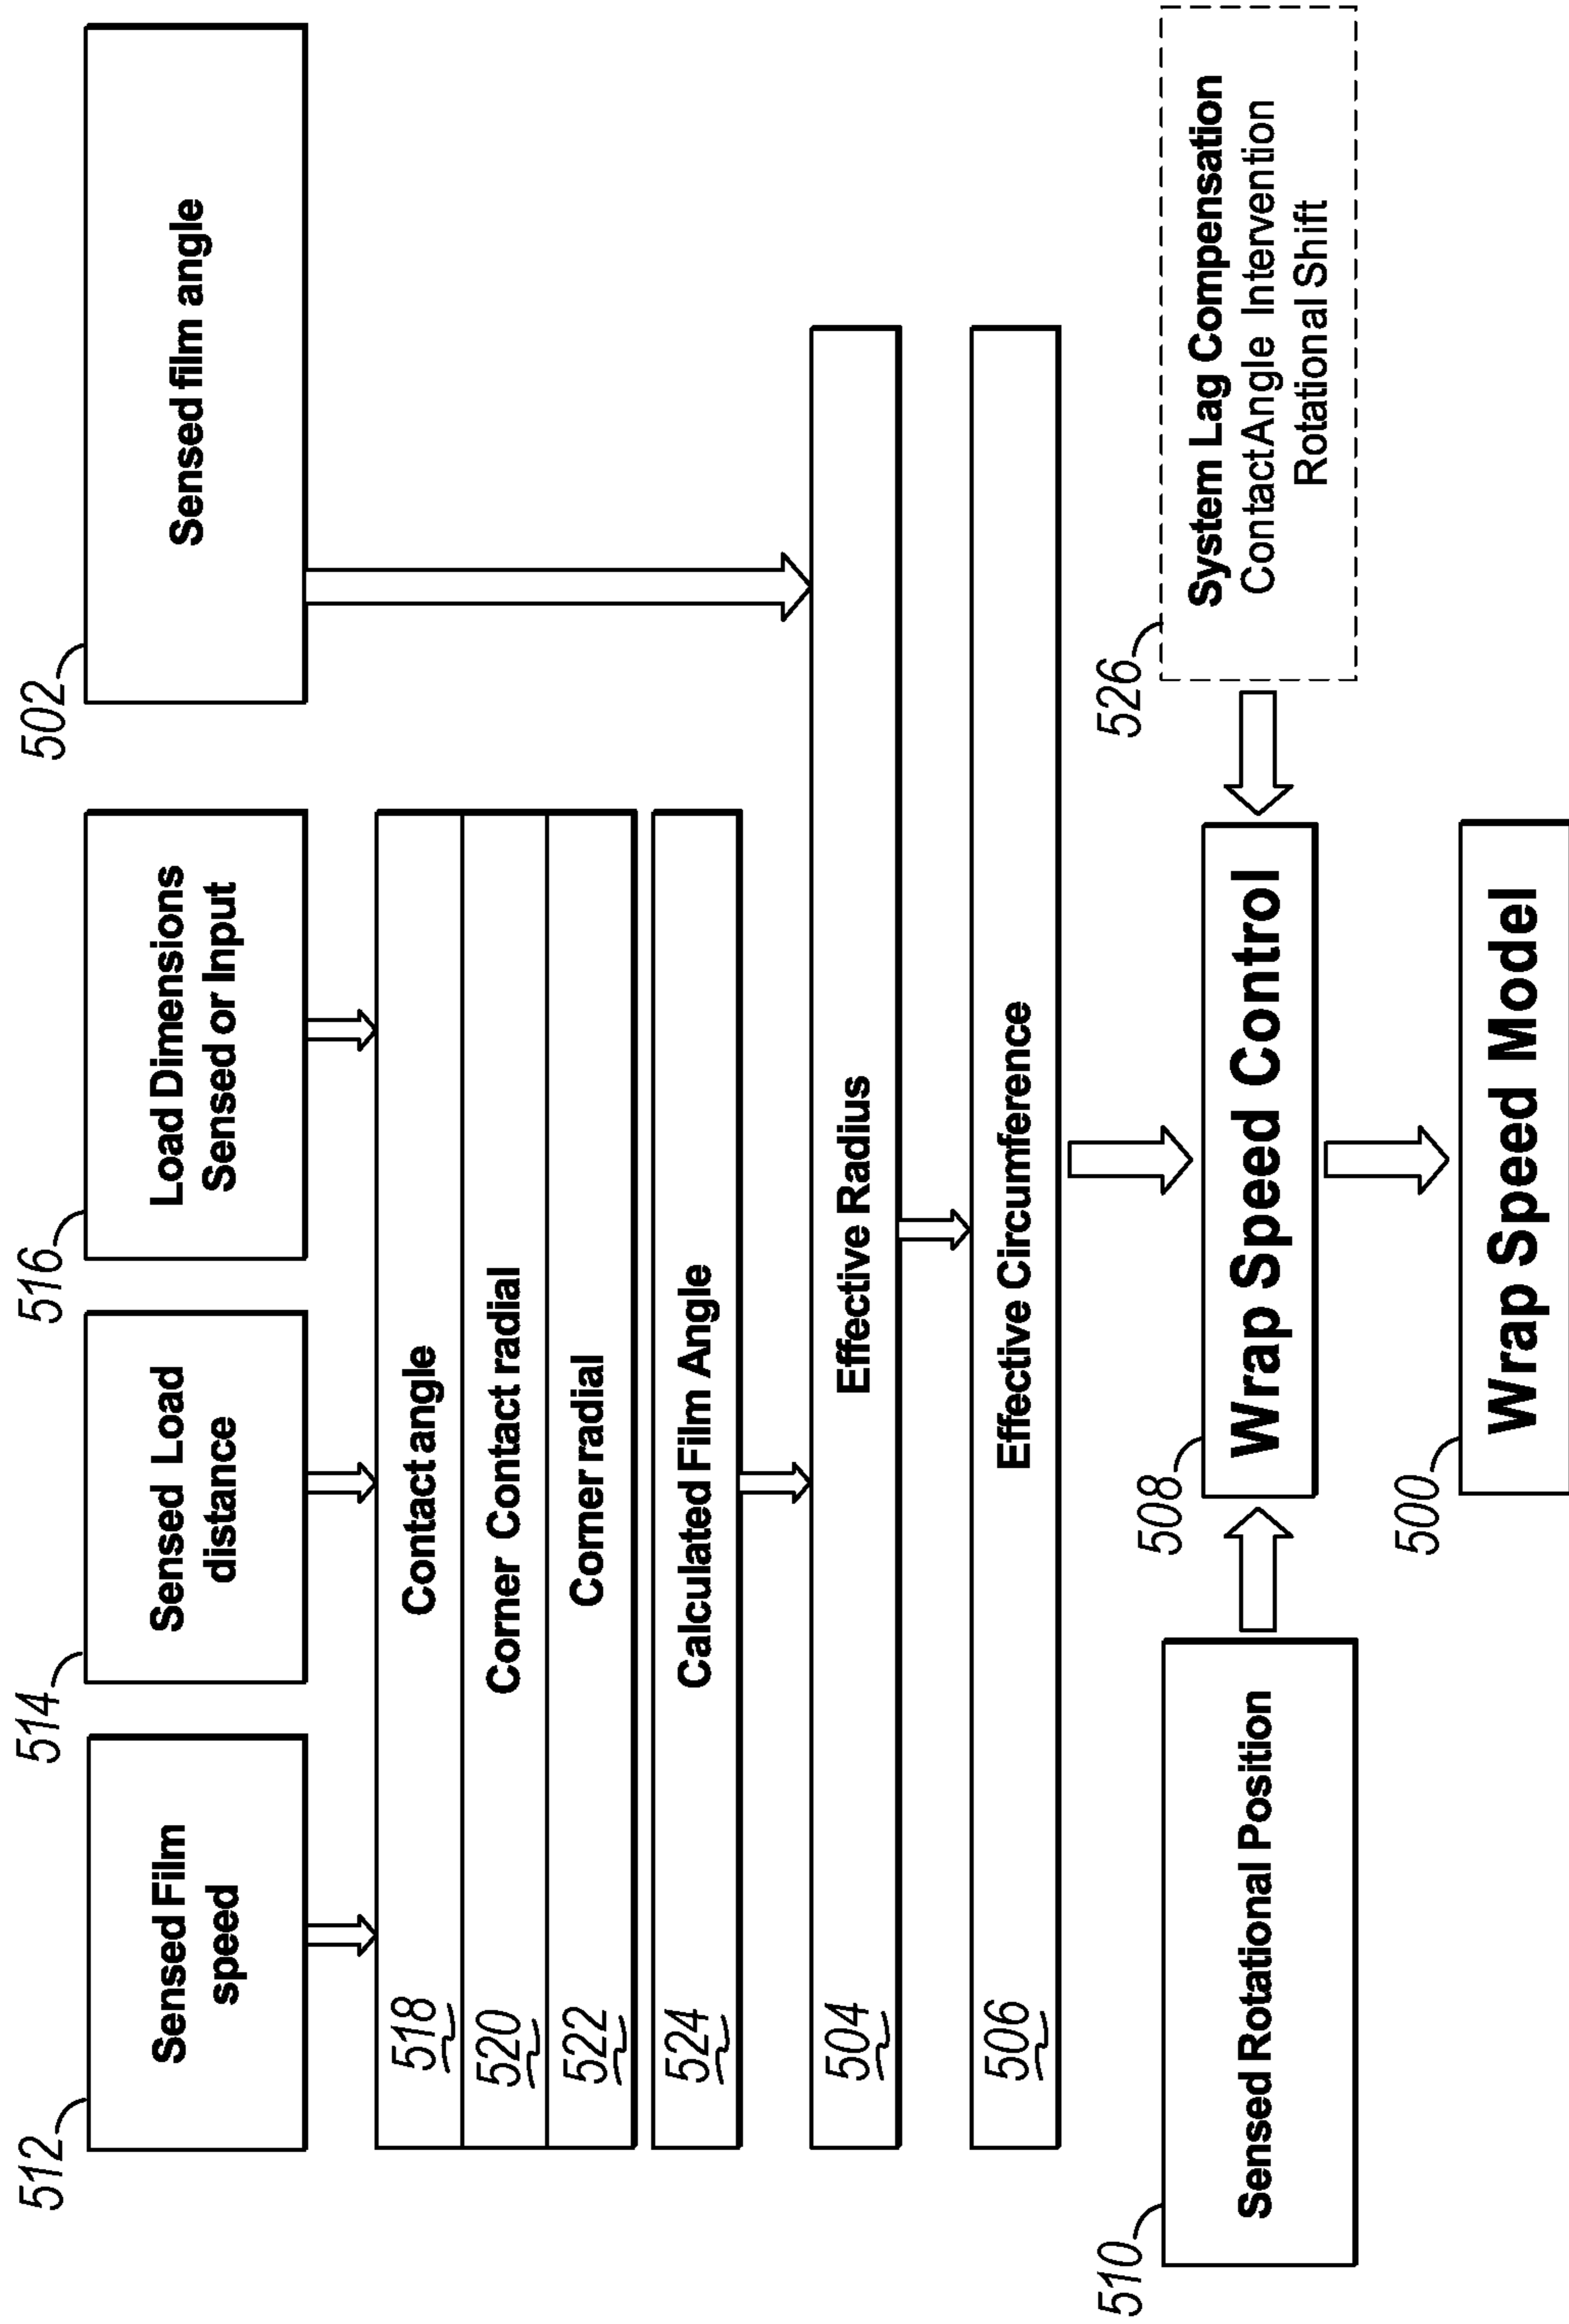 512
Sensed Film
speed
514
Sensed Load
distance
516
Load Dimensions
Sensed or Input
502
Sensed film angle
518
Contact angle
520
Corner Contact radial
522
Corner radial
524
Calculated Film Angle
504
Effective Radius
506
Effective Circumference
510
Sensed Rotational Position
508
Wrap Speed Control
526
System Lag Compensation
Contact Angle Intervention
Rotational Shift
500
Wrap Speed Model